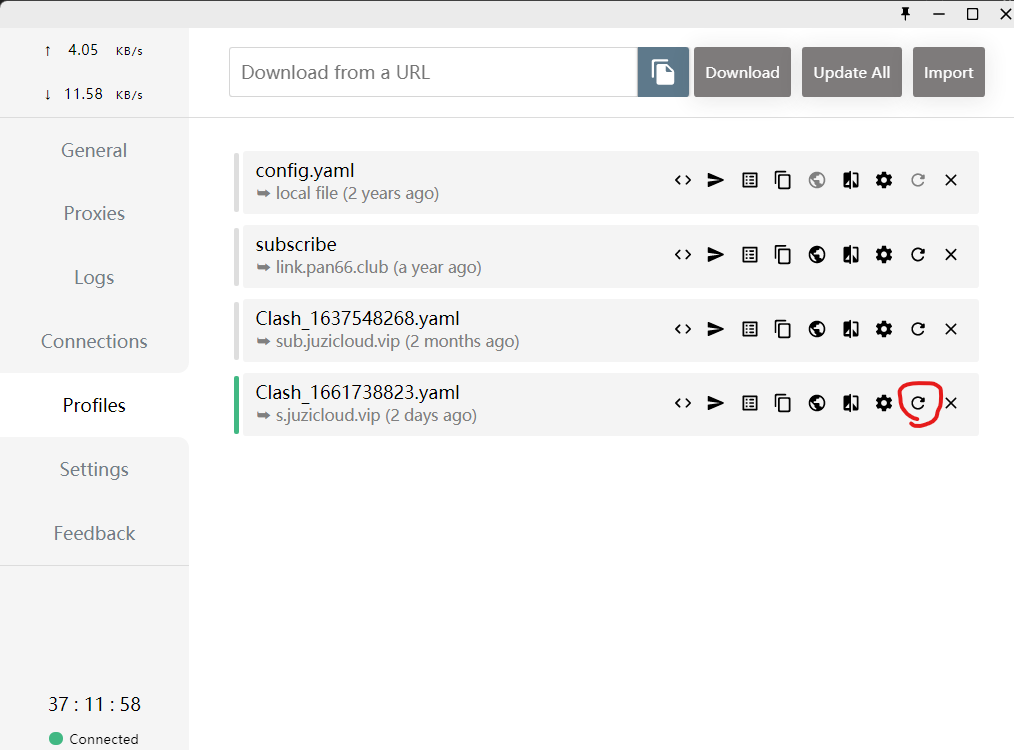 ↑ 4.05 KB/s
↓ 11.58 KB/s
General
Proxies
Logs
Connections
Profiles
Settings
Feedback
37 : 11 : 58
Connected
Download from a URL
Download
Update All
Import
config.yaml
local file (2 years ago)
subscribe
link.pan66.club (a year ago)
Clash_1637548268.yaml
sub.juzicloud.vip (2 months ago)
Clash_1661738823.yaml
s.juzicloud.vip (2 days ago)